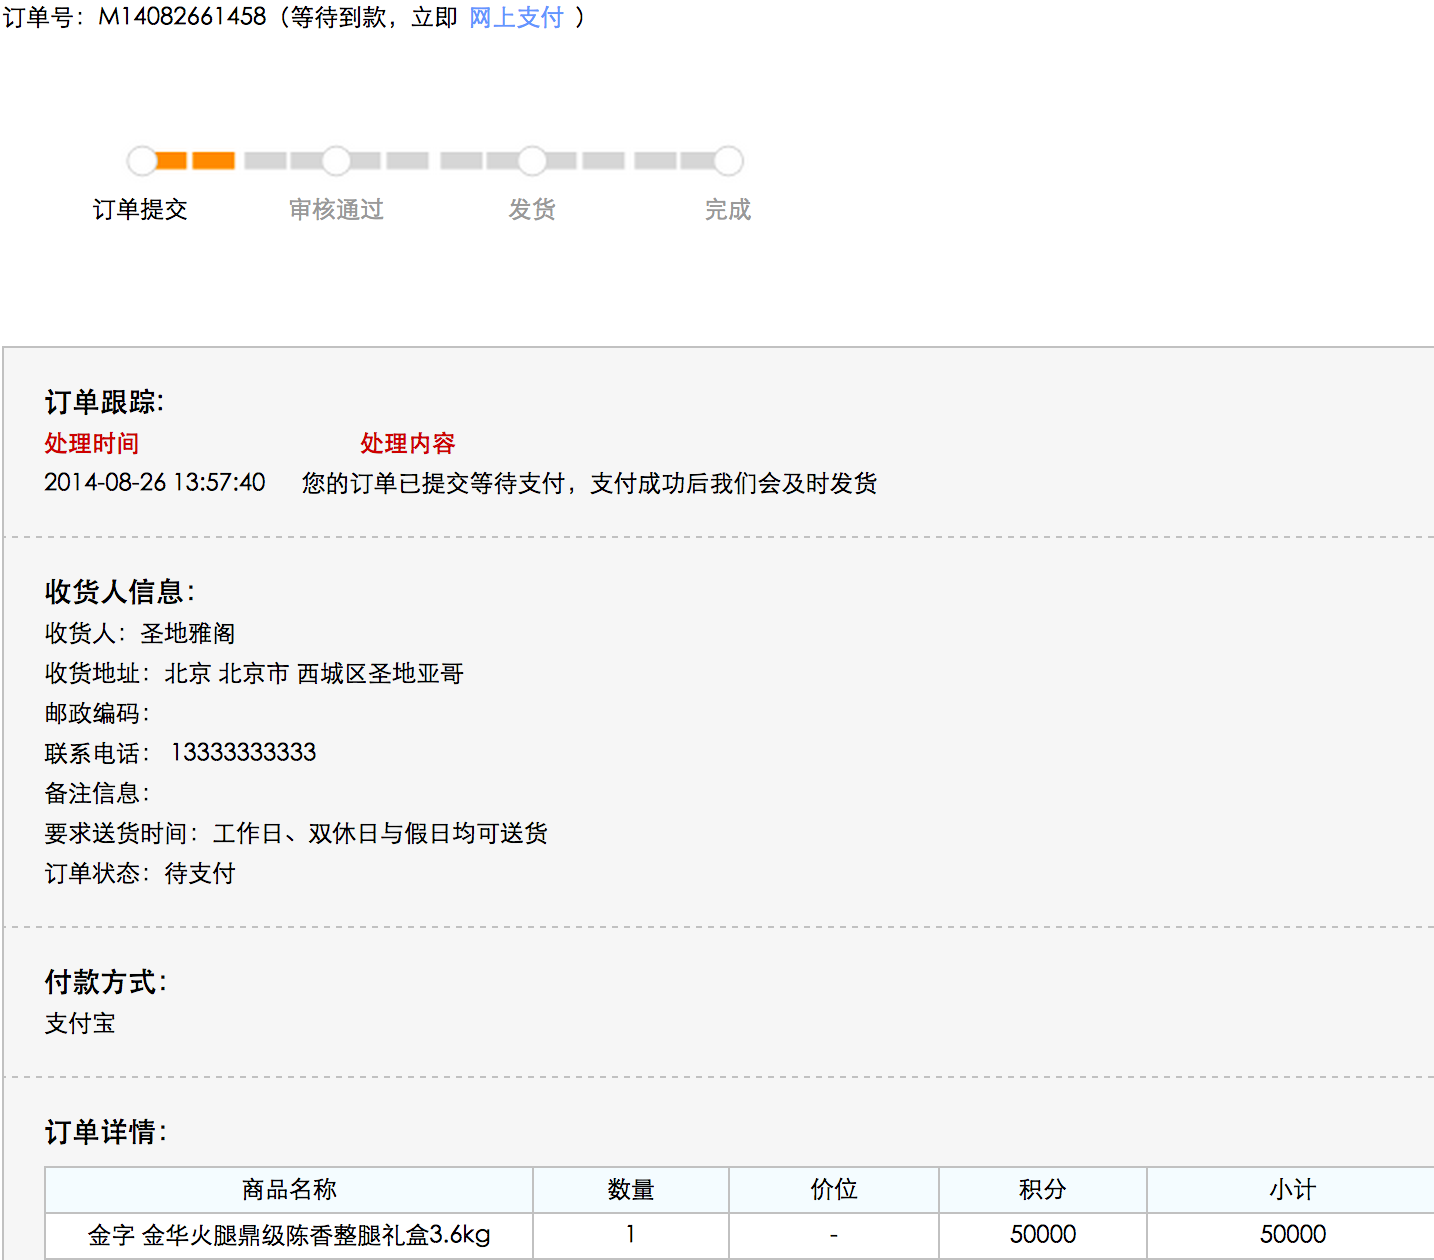 订单号：M14082661458（等待到款，立即 网上支付 ）
订单提交 审核通过 发货 完成
订单跟踪:
处理时间 处理内容
2014-08-26 13:57:40 您的订单已提交等待支付，支付成功后我们会及时发货
收货人信息：
收货人：圣地雅阁
收货地址：北京 北京市 西城区圣地亚哥
邮政编码：
联系电话： 13333333333
备注信息：
要求送货时间：工作日、双休日与假日均可送货
订单状态：待支付
付款方式：
支付宝
订单详情：
商品名称 数量 价位 积分 小计
金字 金华火腿鼎级陈香整腿礼盒3.6kg 1 - 50000 50000